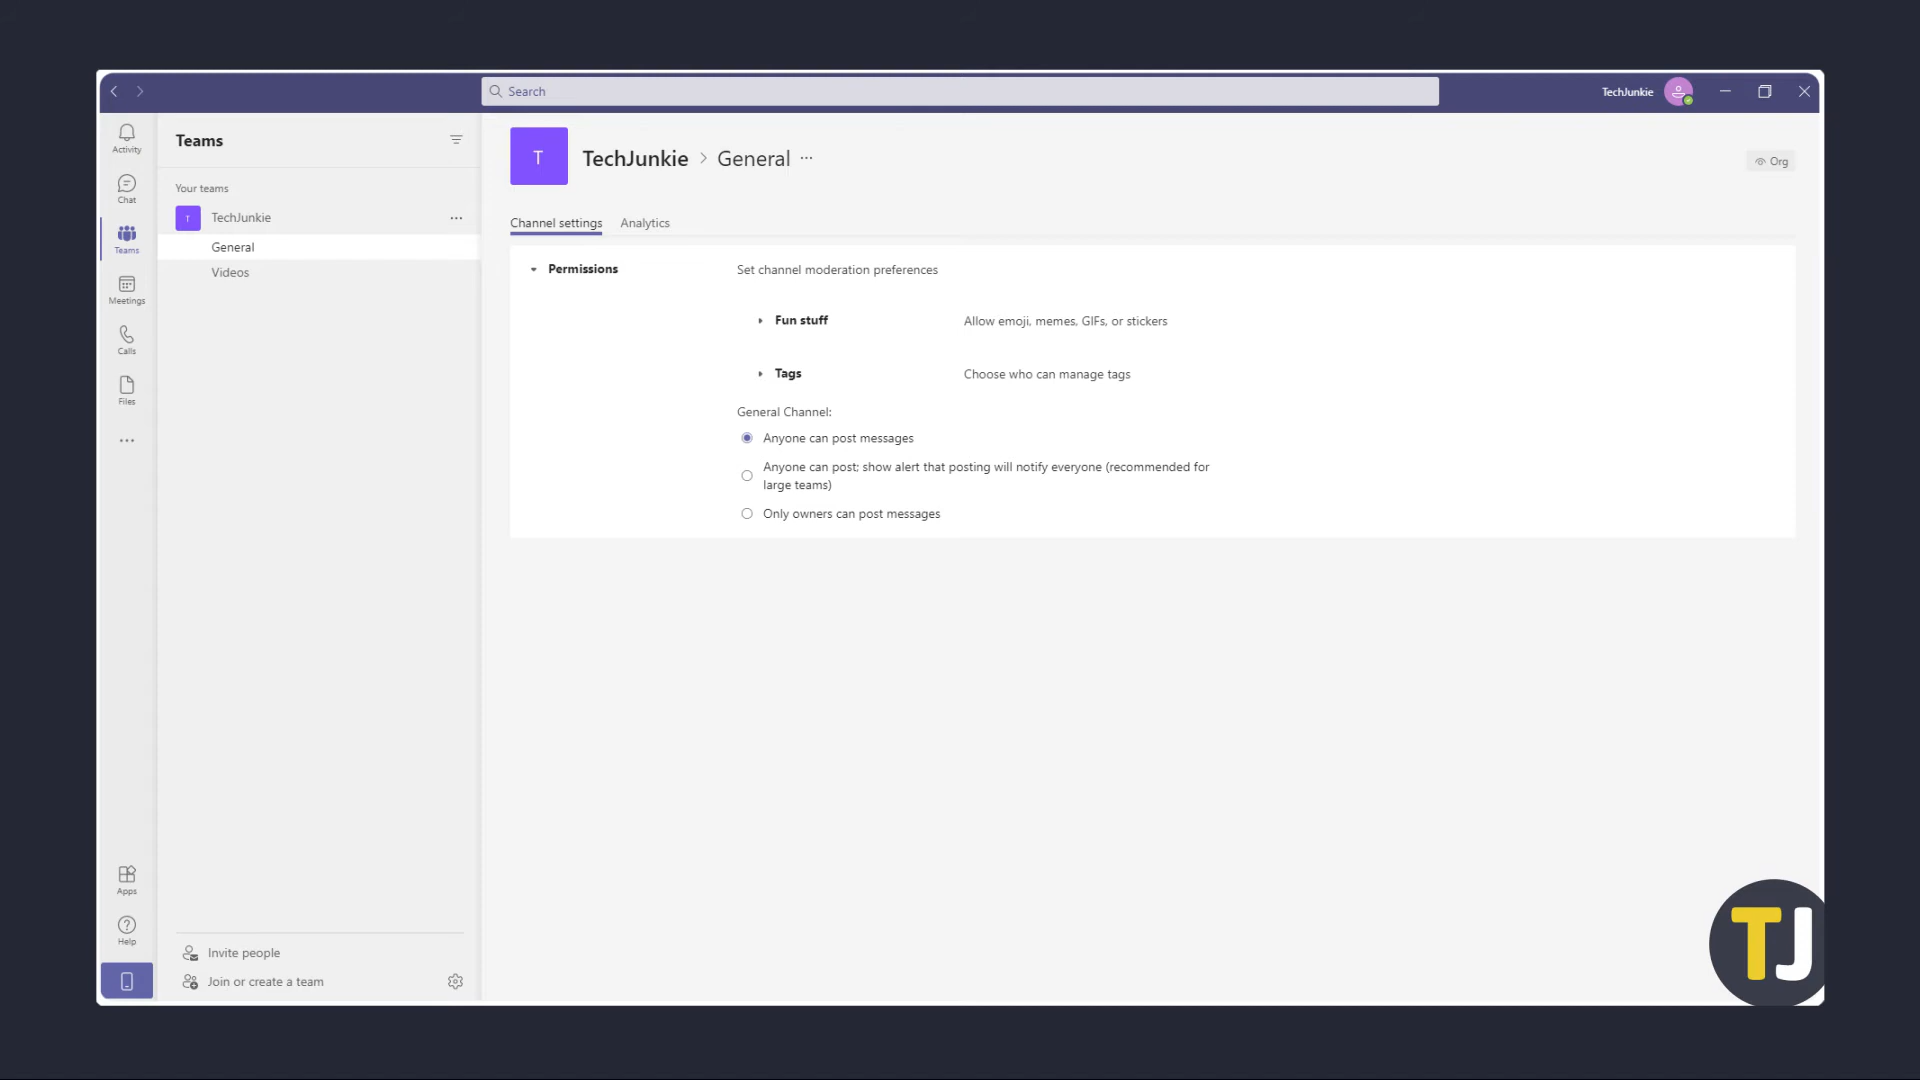 Search
TechJunkie
Activity
Chat
Teams
Meetings
Calls
Files
Apps
Help
Teams
Your teams
T TechJunkie
General
Videos
Invite people
Join or create a team
T TechJunkie General
Org
Channel settings Analytics
Permissions Set channel moderation preferences
Fun stuff Allow emoji, memes, GIFs, or stickers
Tags Choose who can manage tags
General Channel:
Anyone can post messages
Anyone can post; show alert that posting will notify everyone (recommended for
large teams)
Only owners can post messages
TJ